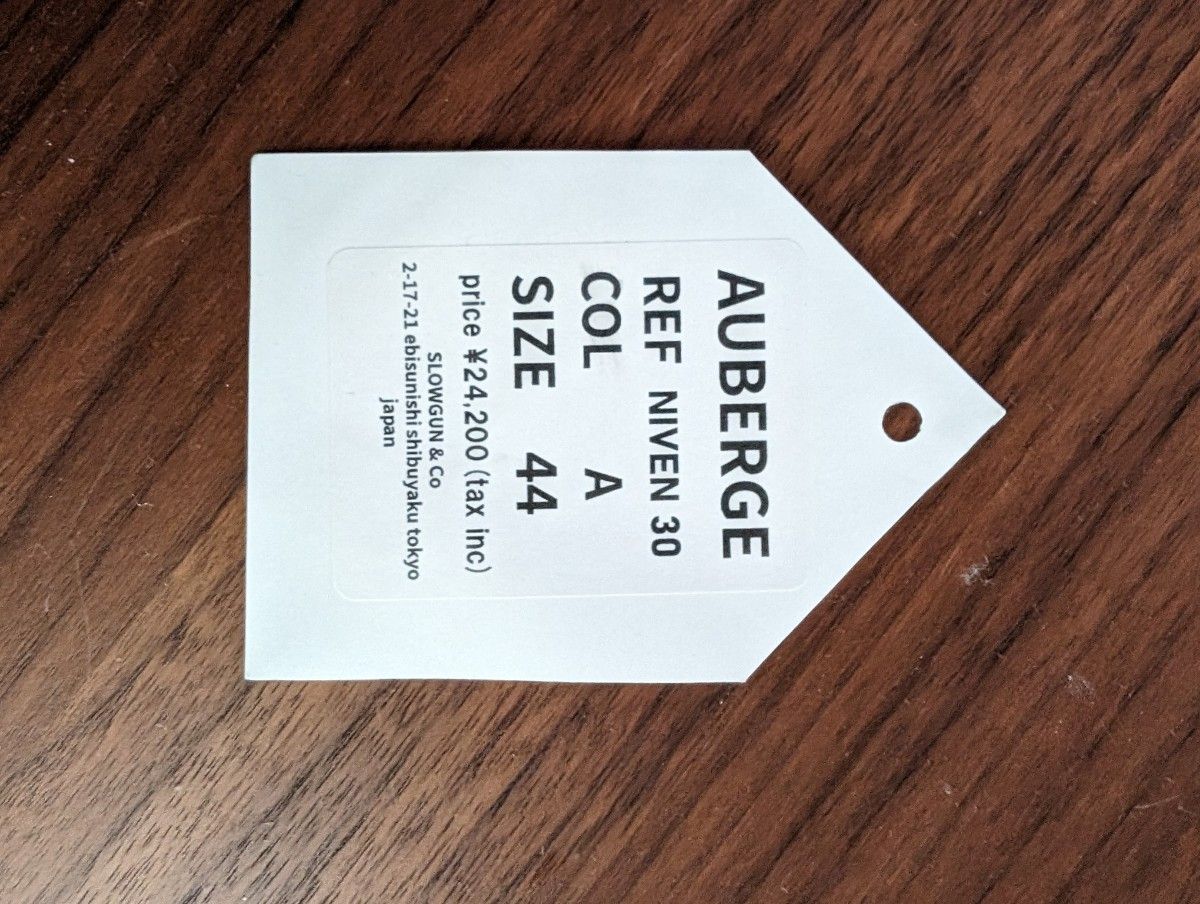 AUBERGE
REF NIVEN 30
COL A
SIZE 44
price ¥24,200 (tax inc)
SLOWGUN & Co
2-17-21 ebisunishi shibuyaku tokyo
japan